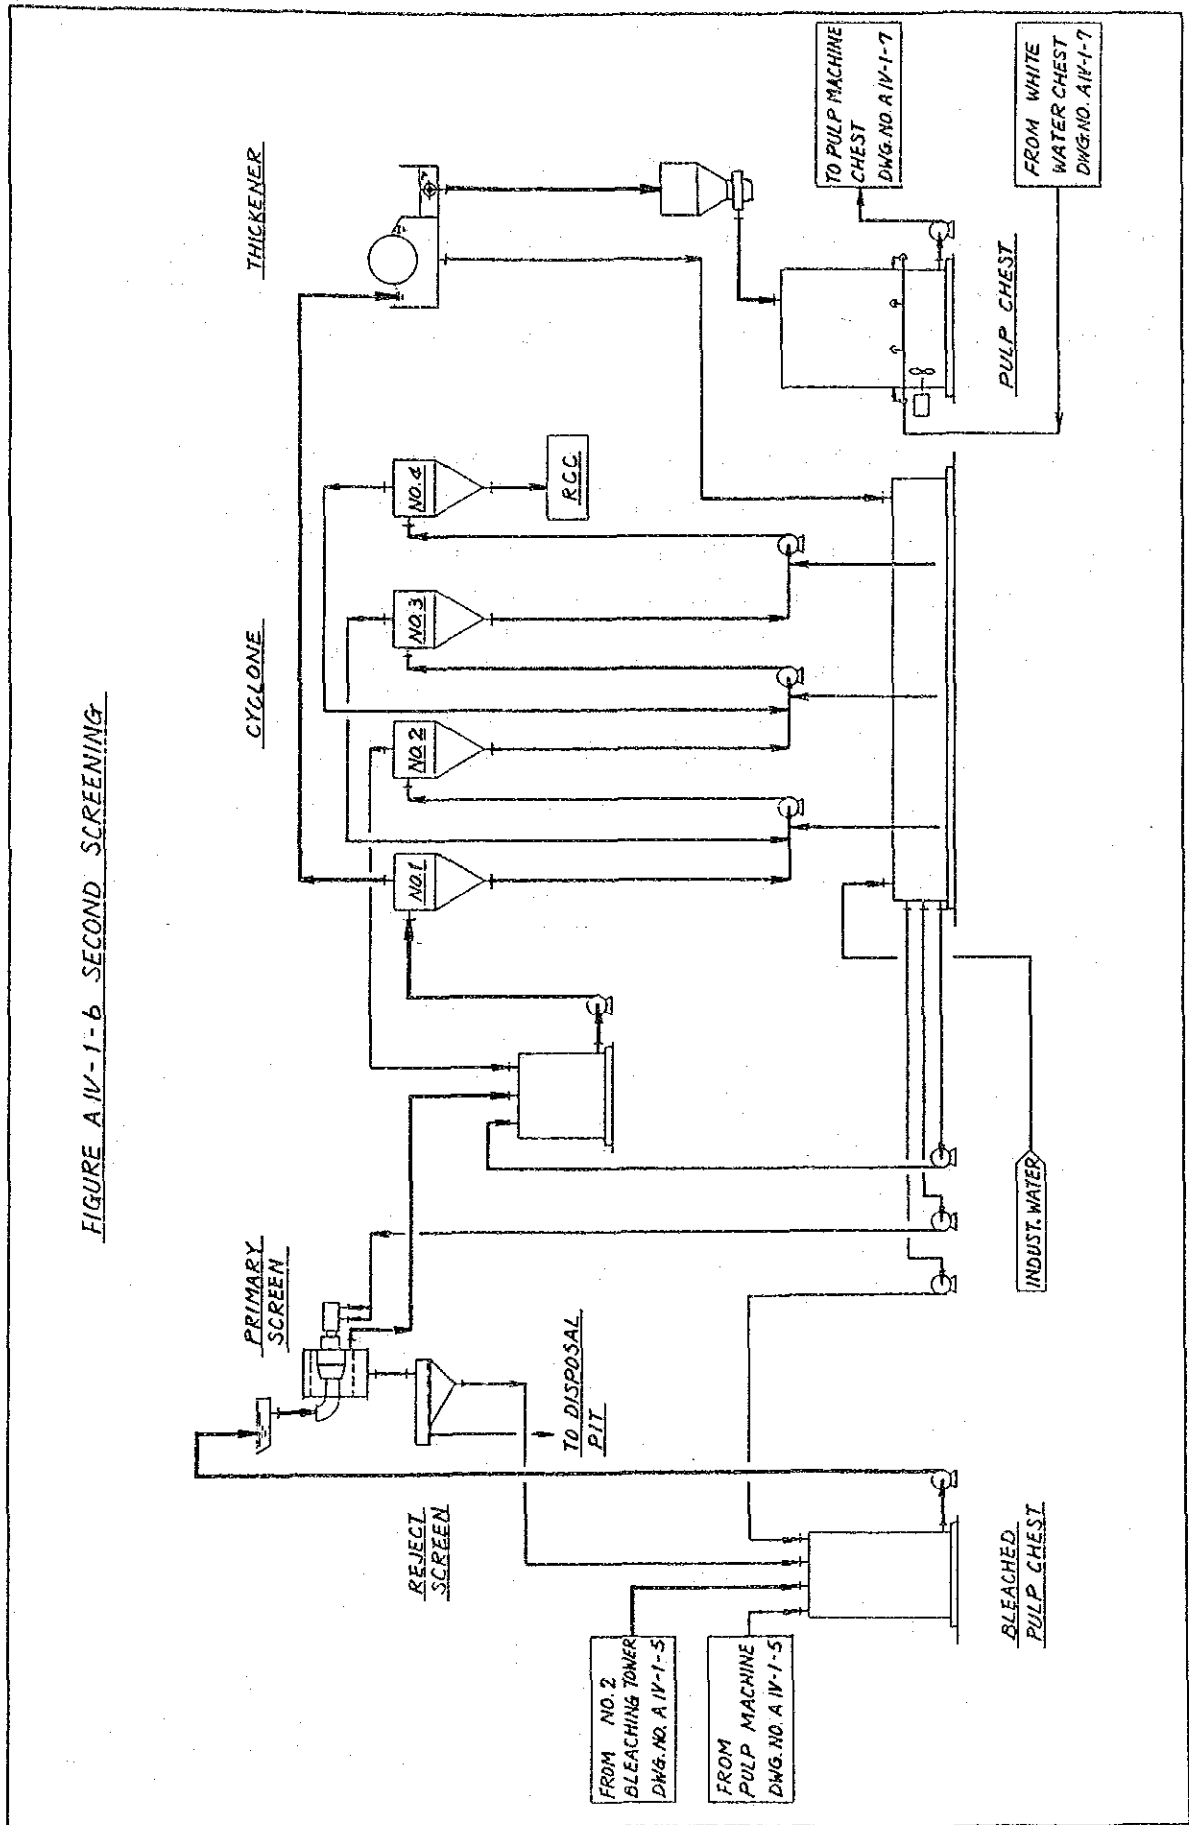 FIGURE A IV-1-6 SECOND SCREENING
PRIMARY
SCREEN
CYCLONE
THICKENER
NO.1
NO.2
NO.3
NO.4
RCC
REJECT
SCREEN
TO DISPOSAL
PIT
FROM NO.2
BLEACHING TOWER
DWG.NO. A IV-1-5
FROM
PULP MACHINE
DWG.NO. A IV-1-5
BLEACHED
PULP CHEST
INDUST. WATER
PULP CHEST
TO PULP MACHINE
CHEST
DWG.NO. A IV-1-7
FROM WHITE
WATER CHEST
DWG.NO. A IV-1-7